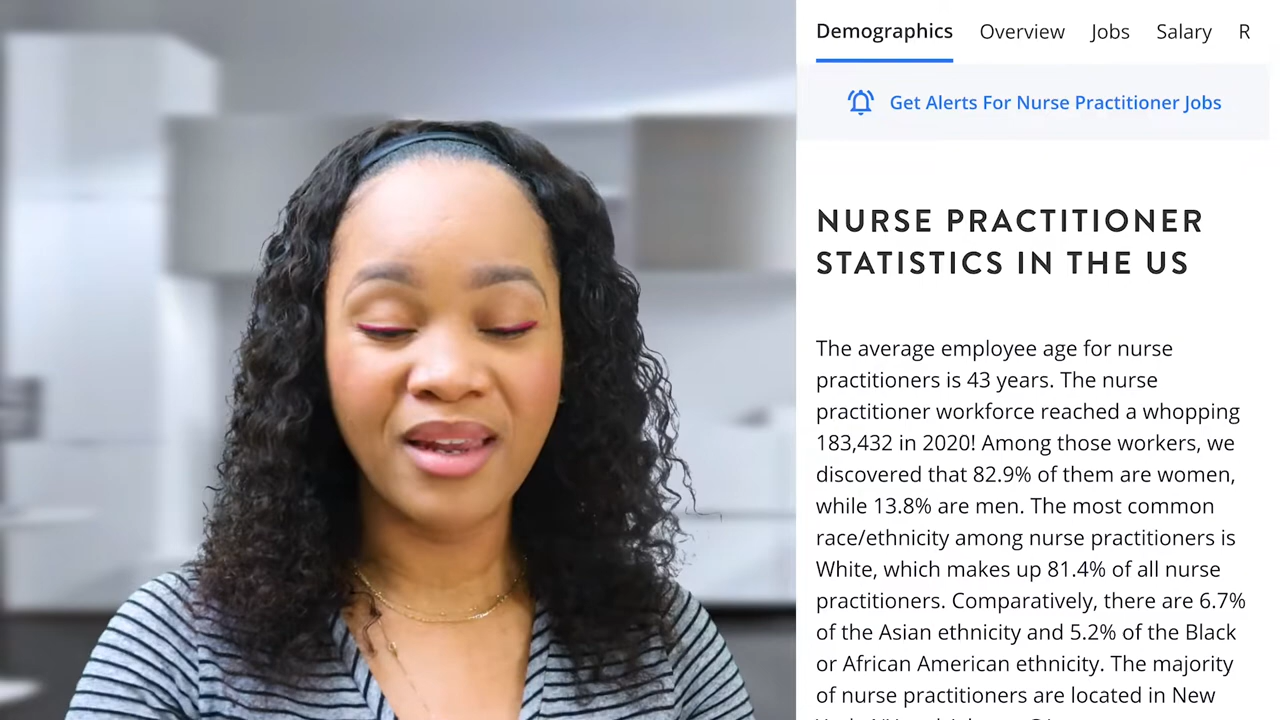 Demographics Overview Jobs Salary R
Get Alerts For Nurse Practitioner Jobs
NURSE PRACTITIONER
STATISTICS IN THE US
The average employee age for nurse
practitioners is 43 years. The nurse
practitioner workforce reached a whopping
183,432 in 2020! Among those workers, we
discovered that 82.9% of them are women,
while 13.8% are men. The most common
race/ethnicity among nurse practitioners is
White, which makes up 81.4% of all nurse
practitioners. Comparatively, there are 6.7%
of the Asian ethnicity and 5.2% of the Black
or African American ethnicity. The majority
of nurse practitioners are located in New